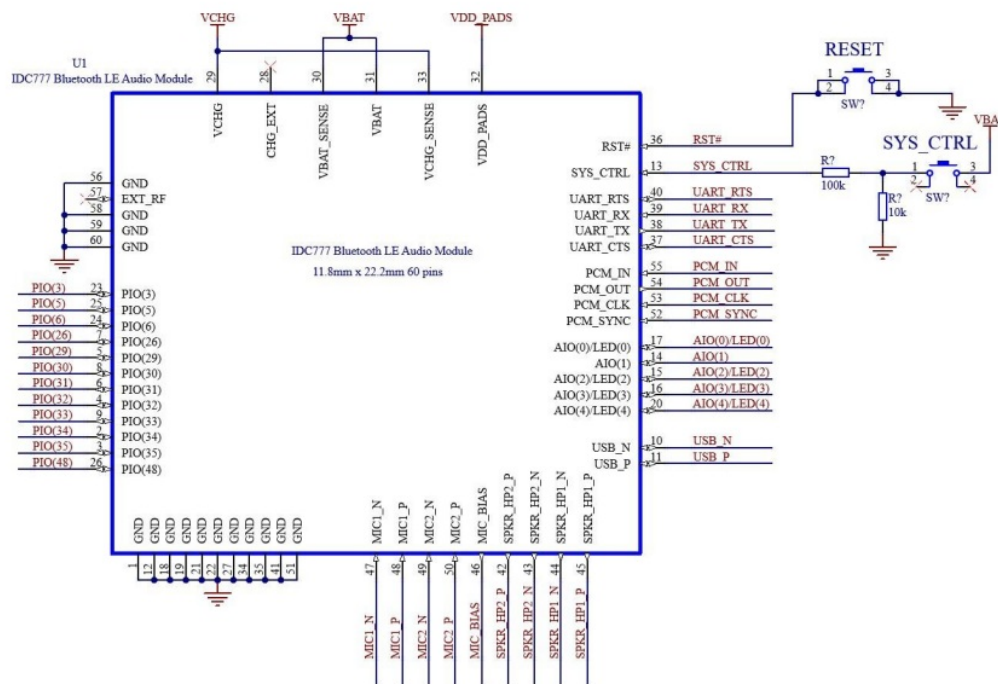 VCHG
VBAT
VDD_PADS
U1
IDC777 Bluetooth LE Audio Module
29
28
30
31
33
32
VCHG
CHG_EXT
VBAT_SENSE
VBAT
VCHG_SENSE
VDD_PADS
RESET
1
2
3
4
SW?
36
RST#
RST#
SYS_CTRL
1
2
3
SW?
13
SYS_CTRL
SYS_CTRL
R?
100k
R?
10k
56 GND
57 EXT_RF
58 GND
59 GND
60 GND
UART_RTS 40 UART_RTS
UART_RX 39 UART_RX
UART_TX 38 UART_TX
UART_CTS 37 UART_CTS
IDC777 Bluetooth LE Audio Module
11.8mm x 22.2mm 60 pins
PCM_IN 55 PCM_IN
PCM_OUT 54 PCM_OUT
PCM_CLK 53 PCM_CLK
PCM_SYNC 52 PCM_SYNC
PIO(3) 23 PIO(3)
PIO(5) 25 PIO(5)
PIO(6) 24 PIO(6)
PIO(26) 7 PIO(26)
PIO(29) 5 PIO(29)
PIO(30) 8 PIO(30)
PIO(31) 6 PIO(31)
PIO(32) 4 PIO(32)
PIO(33) 9 PIO(33)
PIO(34) 2 PIO(34)
PIO(35) 3 PIO(35)
PIO(48) 26 PIO(48)
AIO(0)/LED(0) 17 AIO(0)/LED(0)
AIO(1) 14 AIO(1)
AIO(2)/LED(2) 15 AIO(2)/LED(2)
AIO(3)/LED(3) 16 AIO(3)/LED(3)
AIO(4)/LED(4) 20 AIO(4)/LED(4)
USB_N 10 USB_N
USB_P 11 USB_P
GND GND GND GND GND GND GND GND GND GND GND
1 12 18 19 21 22 27 34 35 41 51
MIC1_N
MIC1_P
MIC2_N
MIC2_P
MIC_BIAS
SPKR_HP2_P
SPKR_HP2_N
SPKR_HP1_N
SPKR_HP1_P
47 48 49 50 46 42 43 44 45
MIC1_N
MIC1_P
MIC2_N
MIC2_P
MIC_BIAS
SPKR_HP2_P
SPKR_HP2_N
SPKR_HP1_N
SPKR_HP1_P